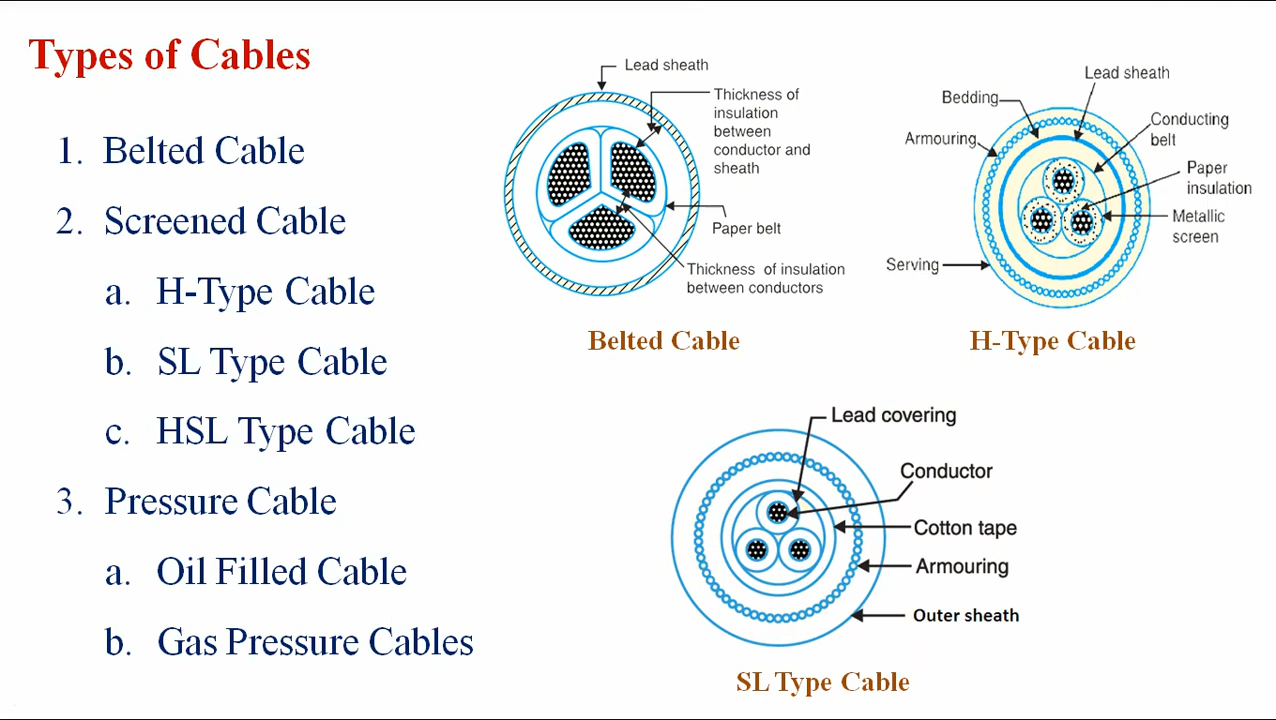 Types of Cables
1. Belted Cable
2. Screened Cable
a. H-Type Cable
b. SL Type Cable
c. HSL Type Cable
3. Pressure Cable
a. Oil Filled Cable
b. Gas Pressure Cables
Lead sheath
Thickness of
insulation
between
conductor and
sheath
Paper belt
Thickness of insulation
between conductors
Belted Cable
Lead sheath
Bedding
Armouring
Conducting
belt
Paper
insulation
Metallic
screen
Serving
H-Type Cable
Lead covering
Conductor
Cotton tape
Armouring
Outer sheath
SL Type Cable